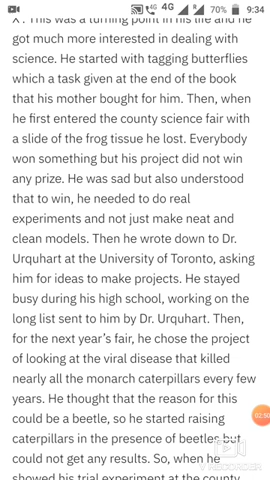 4G 4G 70% 9:34
X'. This was a turning point in his life and he
got much more interested in dealing with
science. He started with tagging butterflies
which a task given at the end of the book
that his mother bought for him. Then, when
he first entered the county science fair with
a slide of the frog tissue he lost. Everybody
won something but his project did not win
any prize. He was sad but also understood
that to win, he needed to do real
experiments and not just make neat and
clean models. Then he wrote down to Dr.
Urquhart at the University of Toronto, asking
him for ideas to make projects. He stayed
busy during his high school, working on the
long list sent to him by Dr. Urquhart. Then,
for the next year's fair, he chose the project
of looking at the viral disease that killed
nearly all the monarch caterpillars every few
years. He thought that the reason for this
02:50
could be a beetle, so he started raising
caterpillars in the presence of beetles but
could not get any results. So, when he
V RECORDER
showed his trial experiment at the county